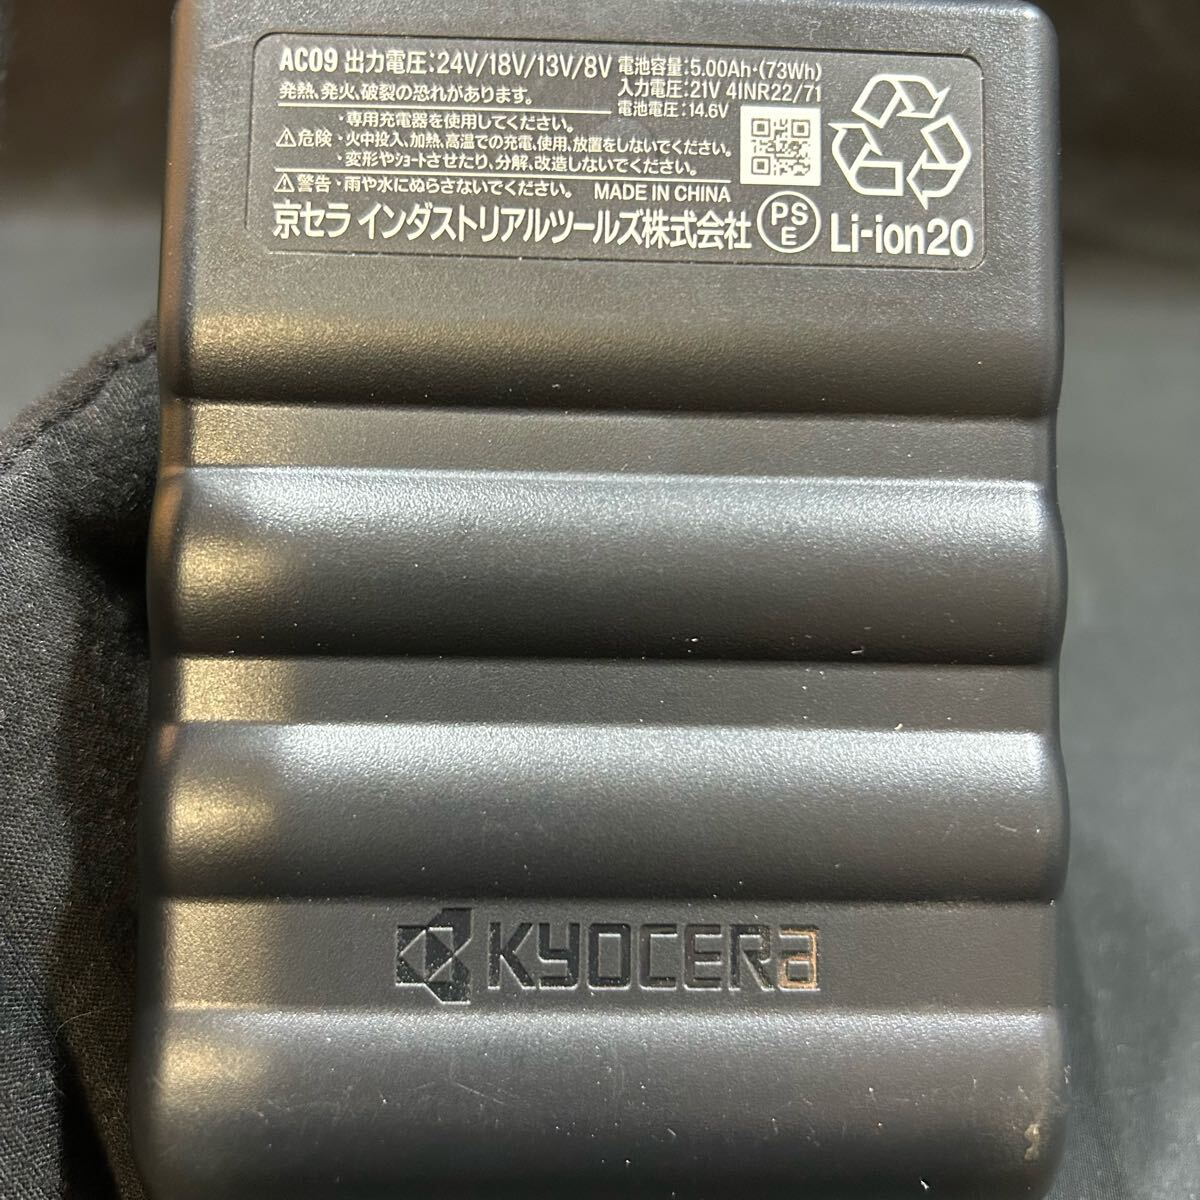 AC09 出力電圧:24V/18V/13V/8V 電池容量:5.00Ah・(73Wh)
発熱、発火、破裂の恐れがあります。 入力電圧:21V 4INR22/71
電池電圧:14.6V
・専用充電器を使用してください。
⚠危険・火中投入、加熱、高温での充電、使用、放置をしないでください。
・変形やショートさせたり、分解、改造しないでください。
⚠警告・雨や水にぬらさないでください。 MADE IN CHINA
京セラ インダストリアルツールズ株式会社 PSE Li-ion20
KYOCERA